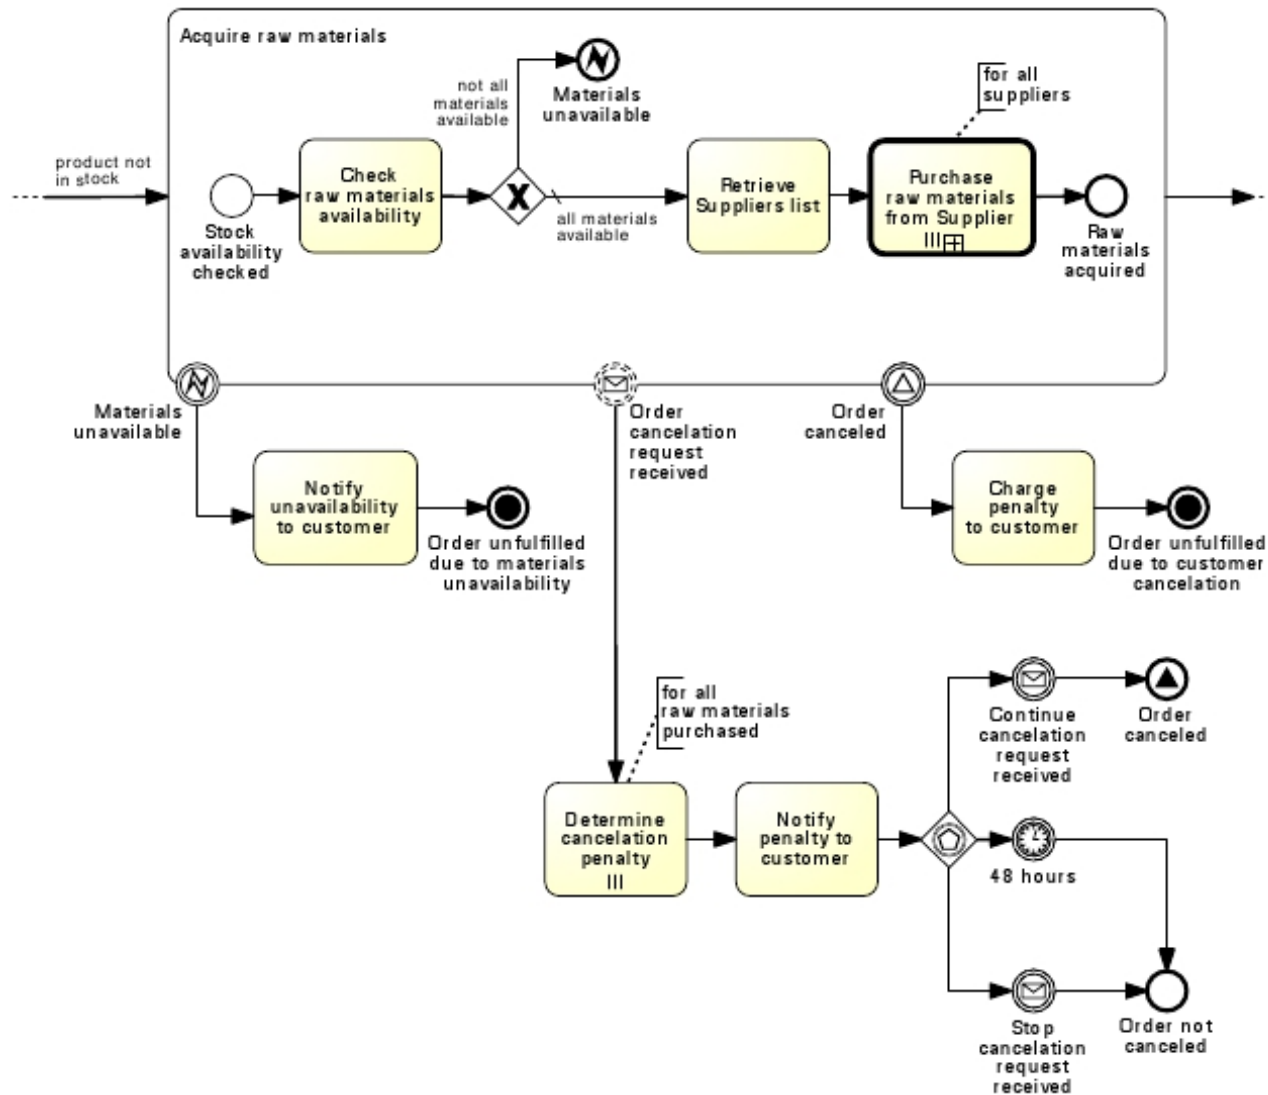 Acquire raw materials
not all
materials
available
Materials
unavailable
for all
suppliers
product not
in stock
Stock
availability
checked
Check
raw materials
availability
X
all materials
available
Retrieve
Suppliers list
Purchase
raw materials
from Supplier
Raw
materials
acquired
Materials
unavailable
Order
cancelation
request
received
Order
canceled
Notify
unavailability
to customer
Order unfulfilled
due to materials
unavailability
Charge
penalty
to customer
Order unfulfilled
due to customer
cancelation
for all
raw materials
purchased
Continue
cancelation
request
received
Order
canceled
Determine
cancelation
penalty
Notify
penalty to
customer
48 hours
Stop
cancelation
request
received
Order not
canceled